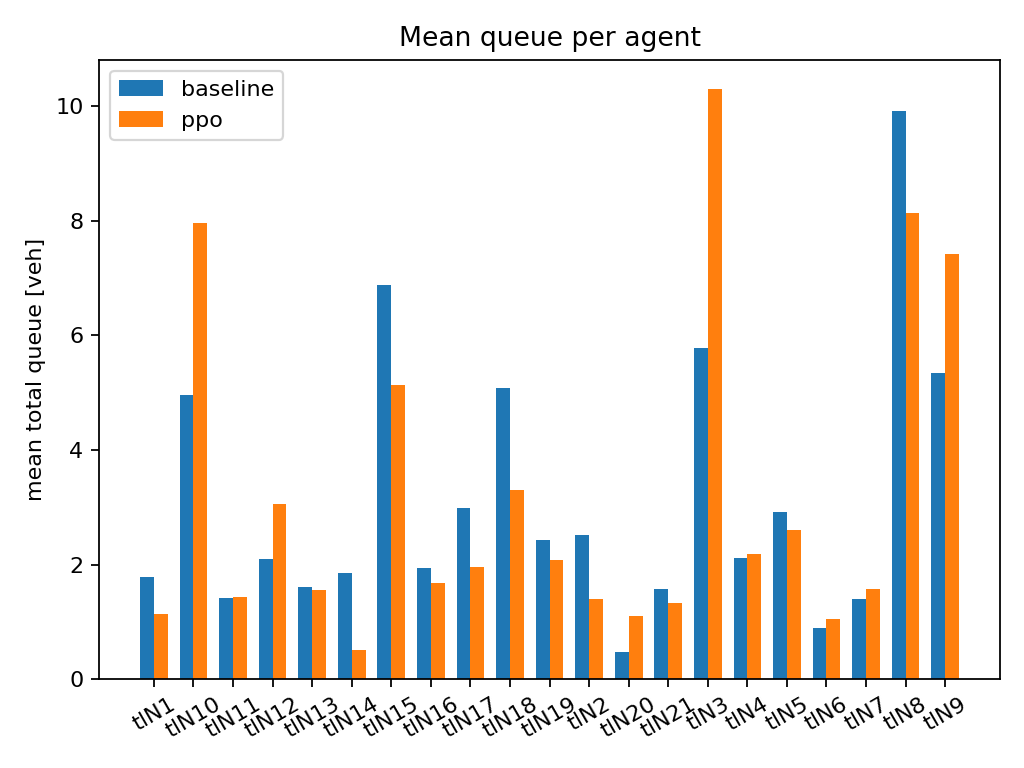 Mean queue per agent
baseline
ppo
mean total queue [veh]
10
8
6
4
2
0
tlN1
tlN10
tlN11
tlN12
tlN13
tlN14
tlN15
tlN16
tlN17
tlN18
tlN19
tlN2
tlN20
tlN21
tlN3
tlN4
tlN5
tlN6
tlN7
tlN8
tlN9